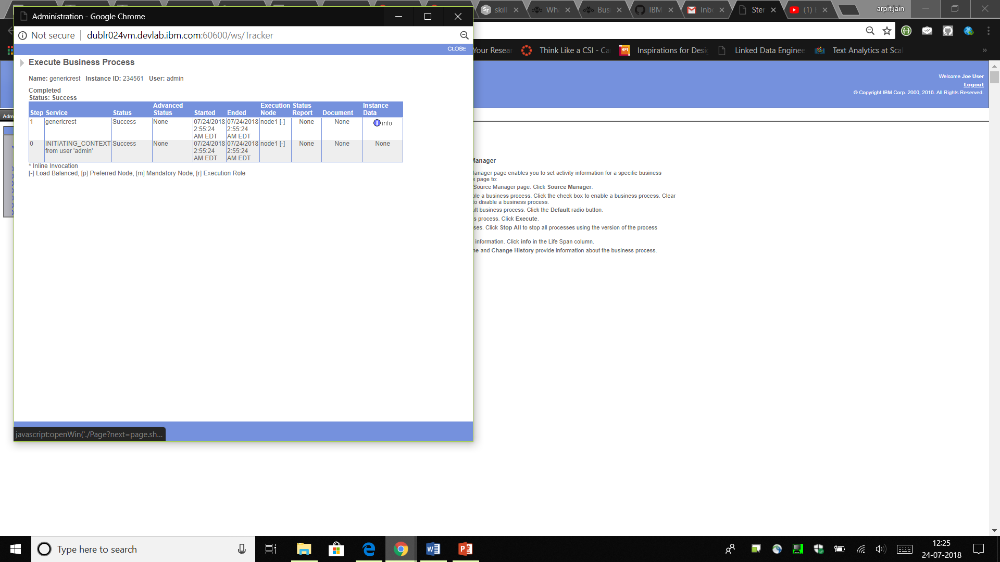 Administration - Google Chrome
Not secure dublr024vm.devlab.ibm.com:60600/ws/Tracker
CLOSE
Execute Business Process
Name: genericrest Instance ID: 234561 User: admin
Completed
Status: Success
Step Service Status Advanced Status Started Ended Execution Node Status Report Document Instance Data
1 genericrest Success None 07/24/2018 2:55:24 AM EDT 07/24/2018 2:55:24 AM EDT node1 [-] None None info
0 INITIATING_CONTEXT from user 'admin' Success None 07/24/2018 2:55:24 AM EDT 07/24/2018 2:55:24 AM EDT node1 [-] None None None
* Inline Invocation
[-] Load Balanced, [p] Preferred Node, [m] Mandatory Node, [r] Execution Role
javascript:openWin('./Page?next=page.sh...
Sr skill Wha Bus IBM Inb Ster (1)
arpit.jain
Your Resear Think Like a CSI - Ca HPI Inspirations for Desig Linked Data Enginee Text Analytics at Scal »
Welcome Joe User
Logout
© Copyright IBM Corp. 2000, 2016. All Rights Reserved.
Adm
Manager
anager page enables you to set activity information for a specific business
s page to:
Source Manager page. Click Source Manager.
ble a business process. Click the check box to enable a business process. Clear
to disable a business process.
ult business process. Click the Default radio button.
s process. Click Execute.
ses. Click Stop All to stop all processes using the version of the process
information. Click info in the Life Span column.
ne and Change History provide information about the business process.
Type here to search
12:25
24-07-2018